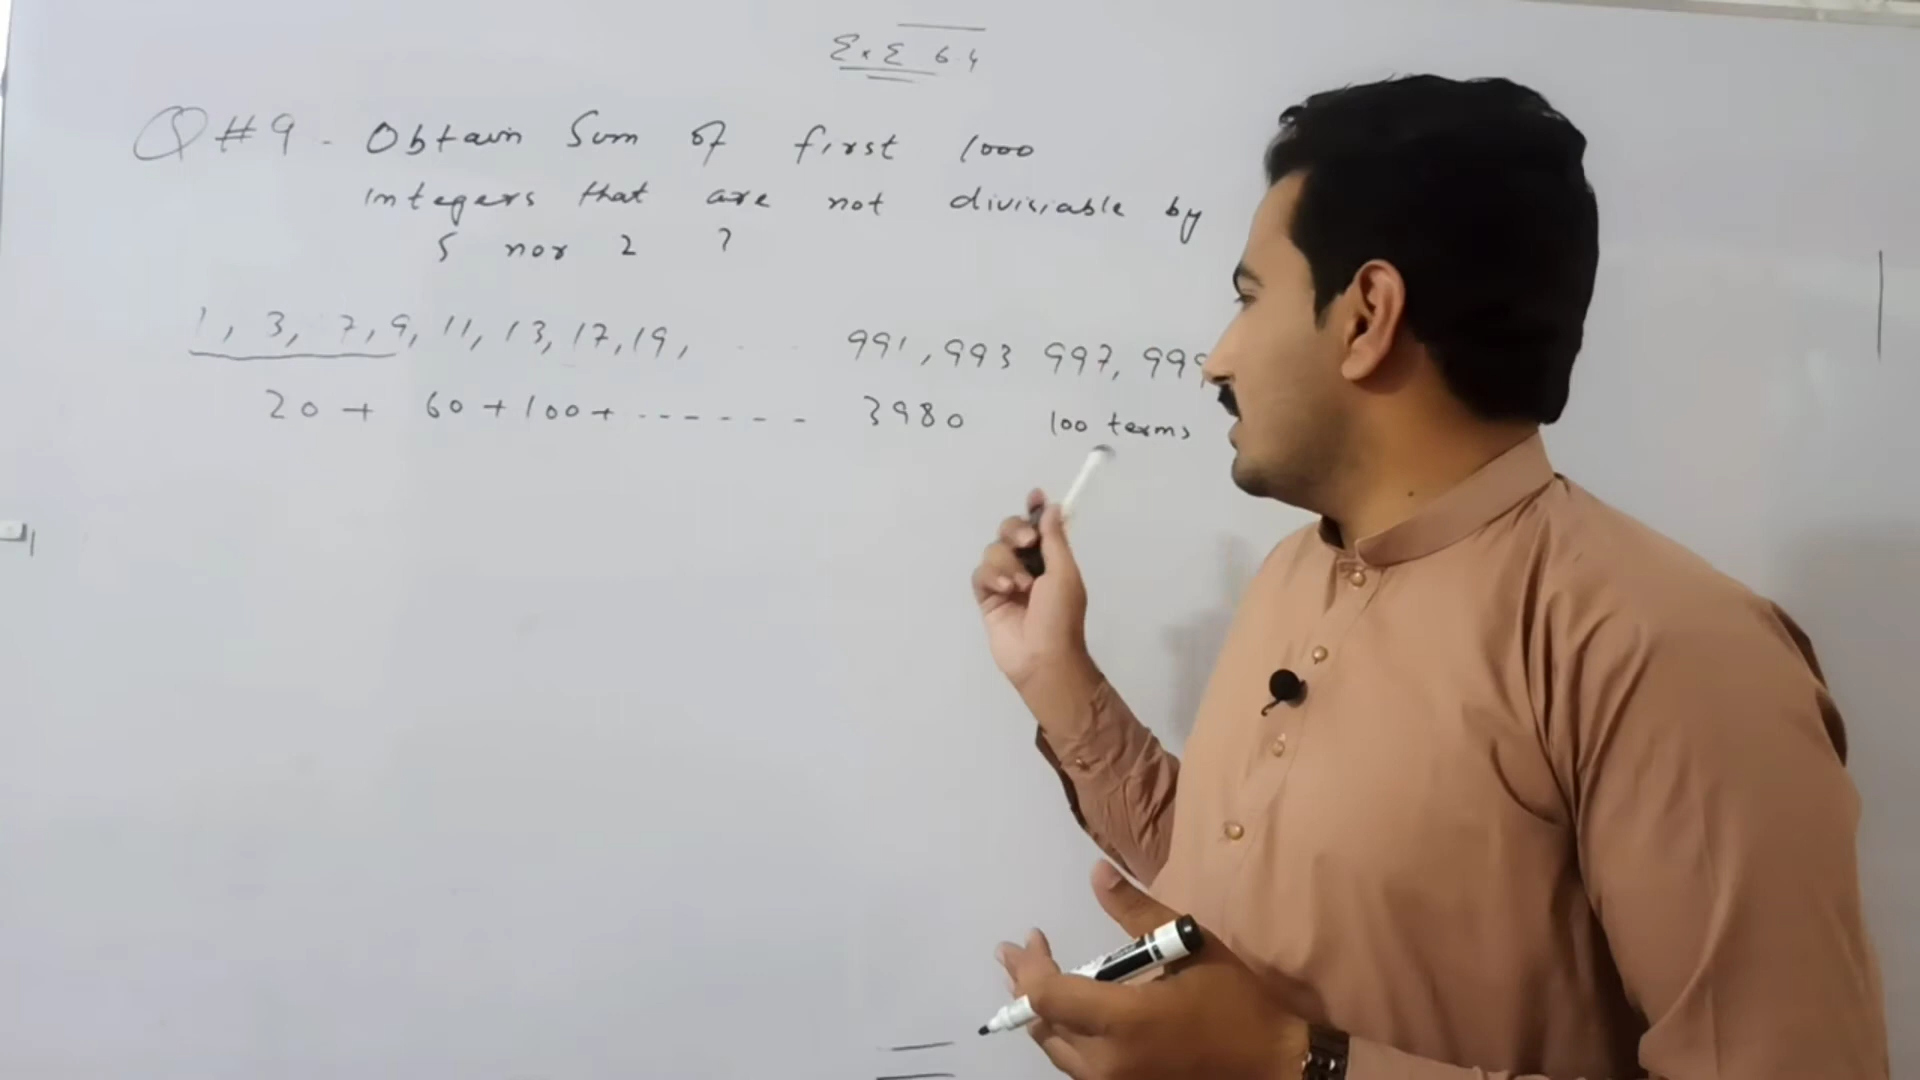 Ex E 6.4
Q #9 - Obtain Sum of first 1000
integers that are not divisiable by
5 nor 2 ?
1, 3, 7, 9, 11, 13, 17, 19, . . . 991, 993 997, 999
20 + 60 + 100 + - - - - - - 3980 100 terms